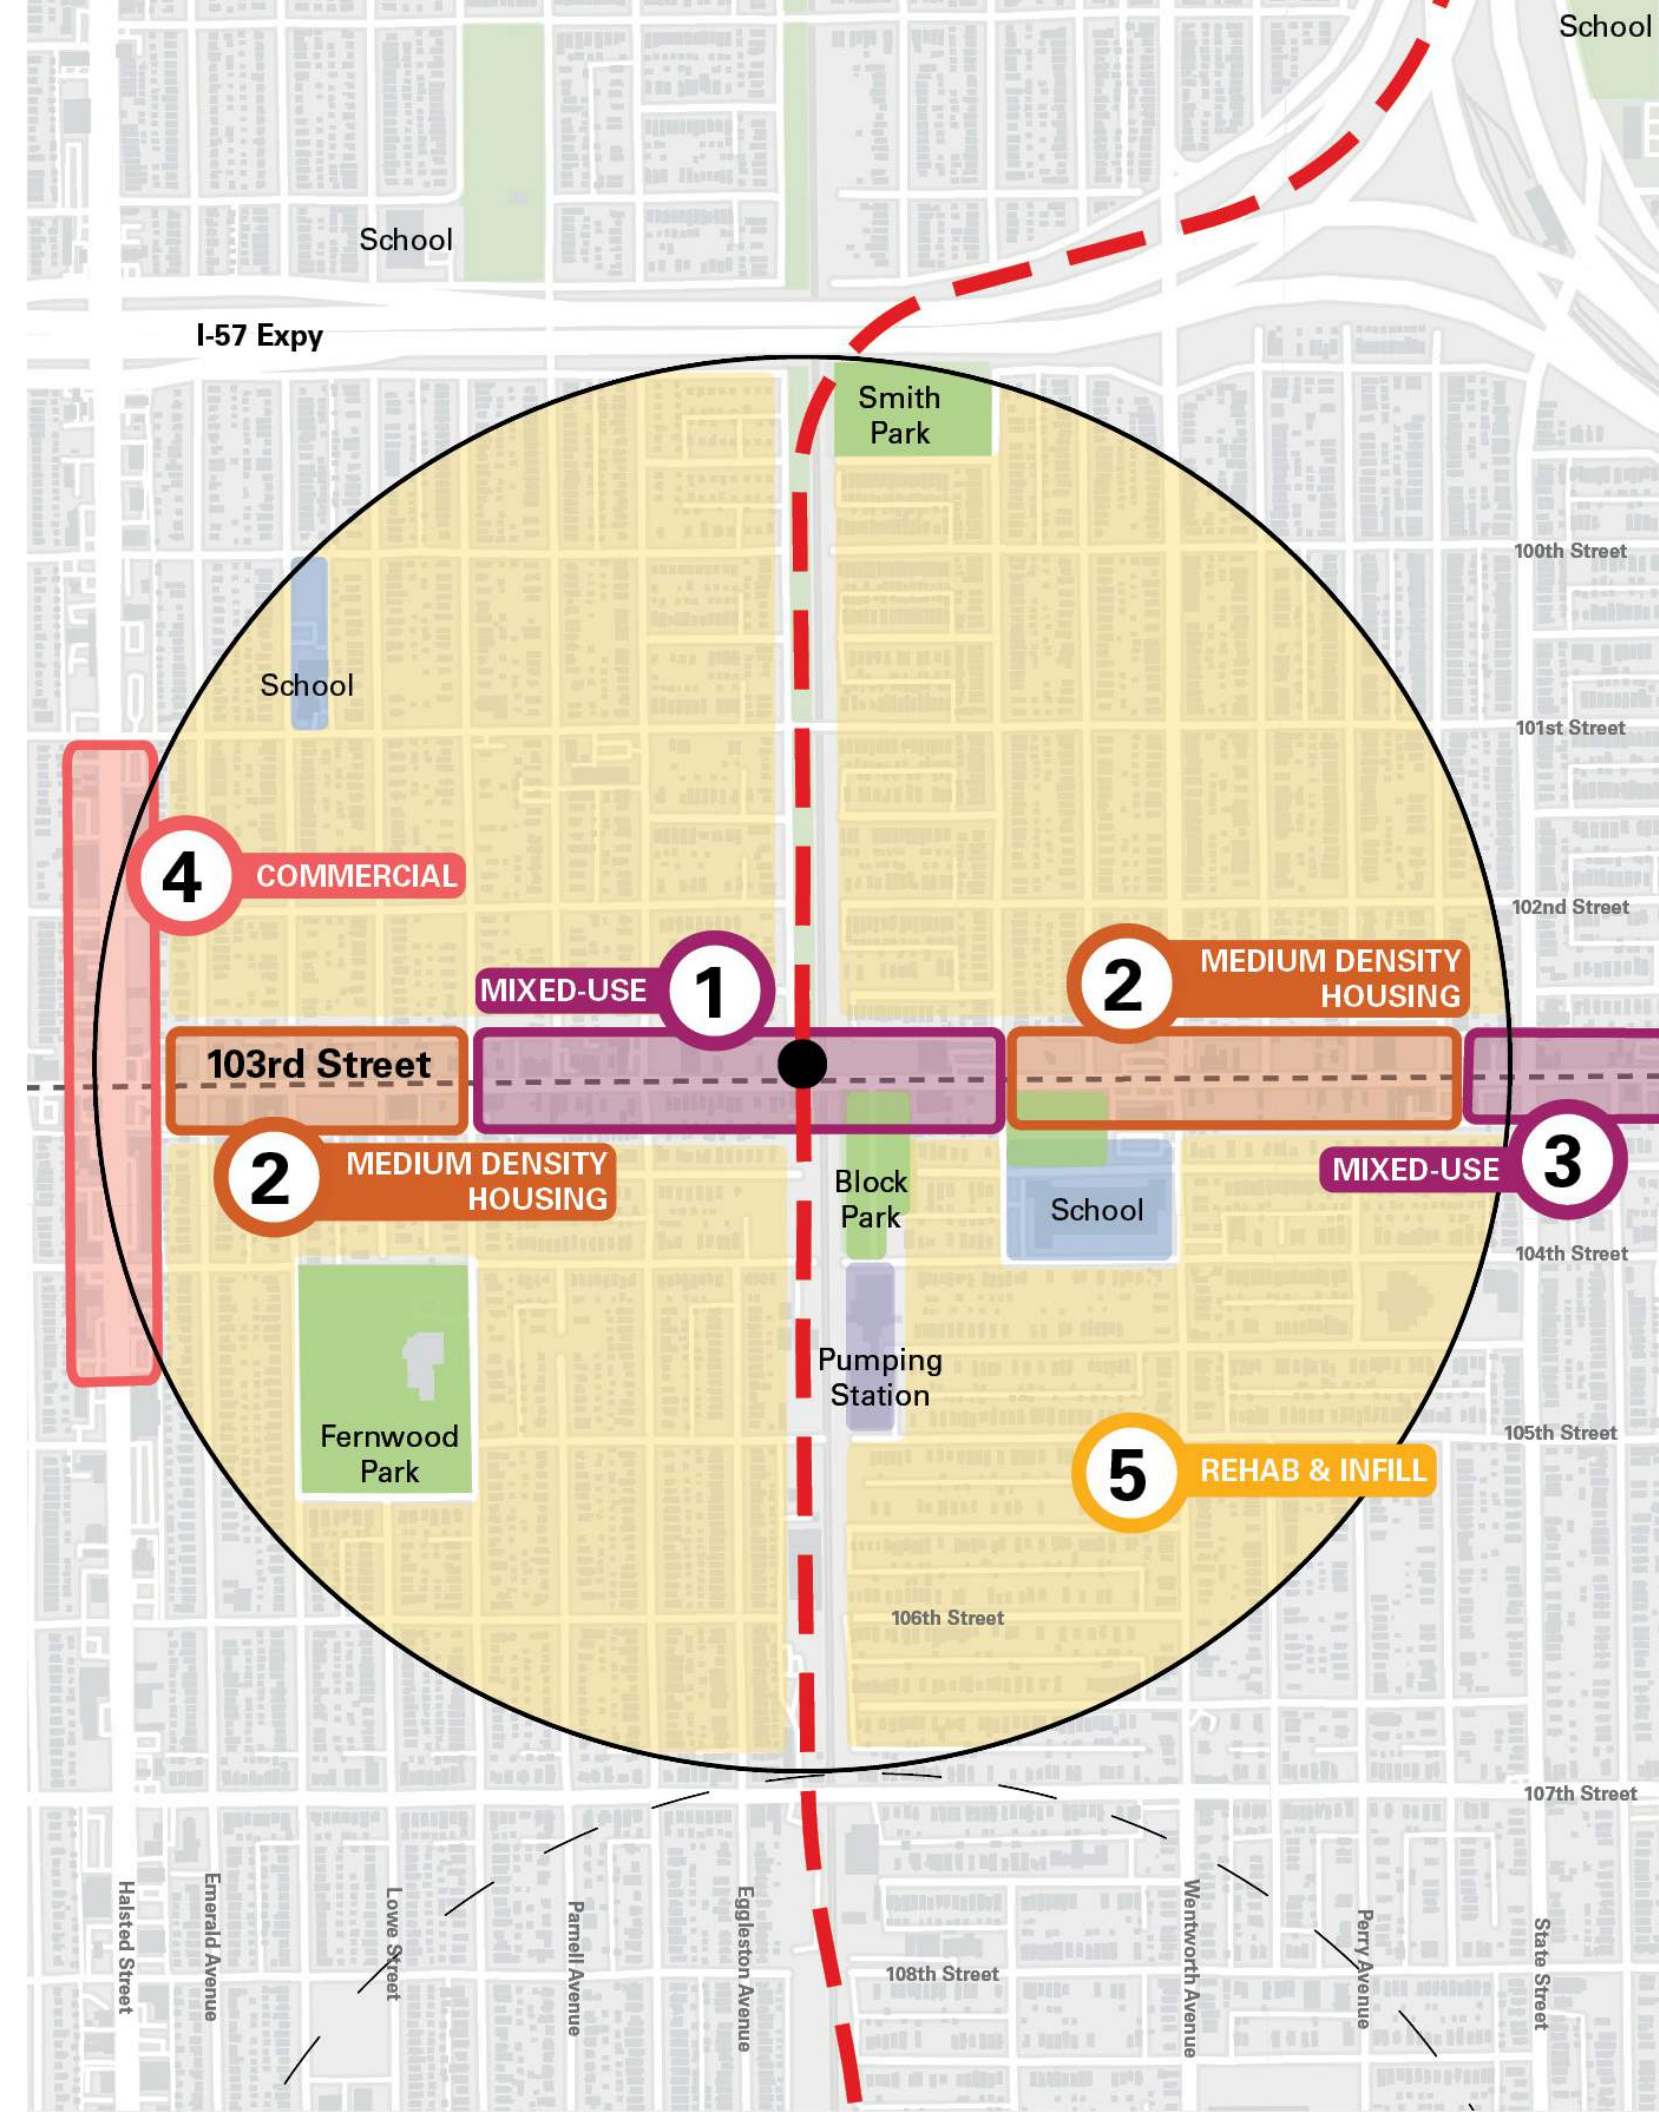 School
School
I-57 Expy
Smith
Park
100th Street
School
101st Street
4
COMMERCIAL
102nd Street
MIXED-USE
1
2
MEDIUM DENSITY
HOUSING
103rd Street
2
MEDIUM DENSITY
HOUSING
Block
Park
School
MIXED-USE
3
104th Street
Pumping
Station
Fernwood
Park
105th Street
5
REHAB & INFILL
106th Street
107th Street
Halsted Street
Emerald Avenue
Lowe Street
Parnell Avenue
Eggleston Avenue
108th Street
Wentworth Avenue
Perry Avenue
State Street